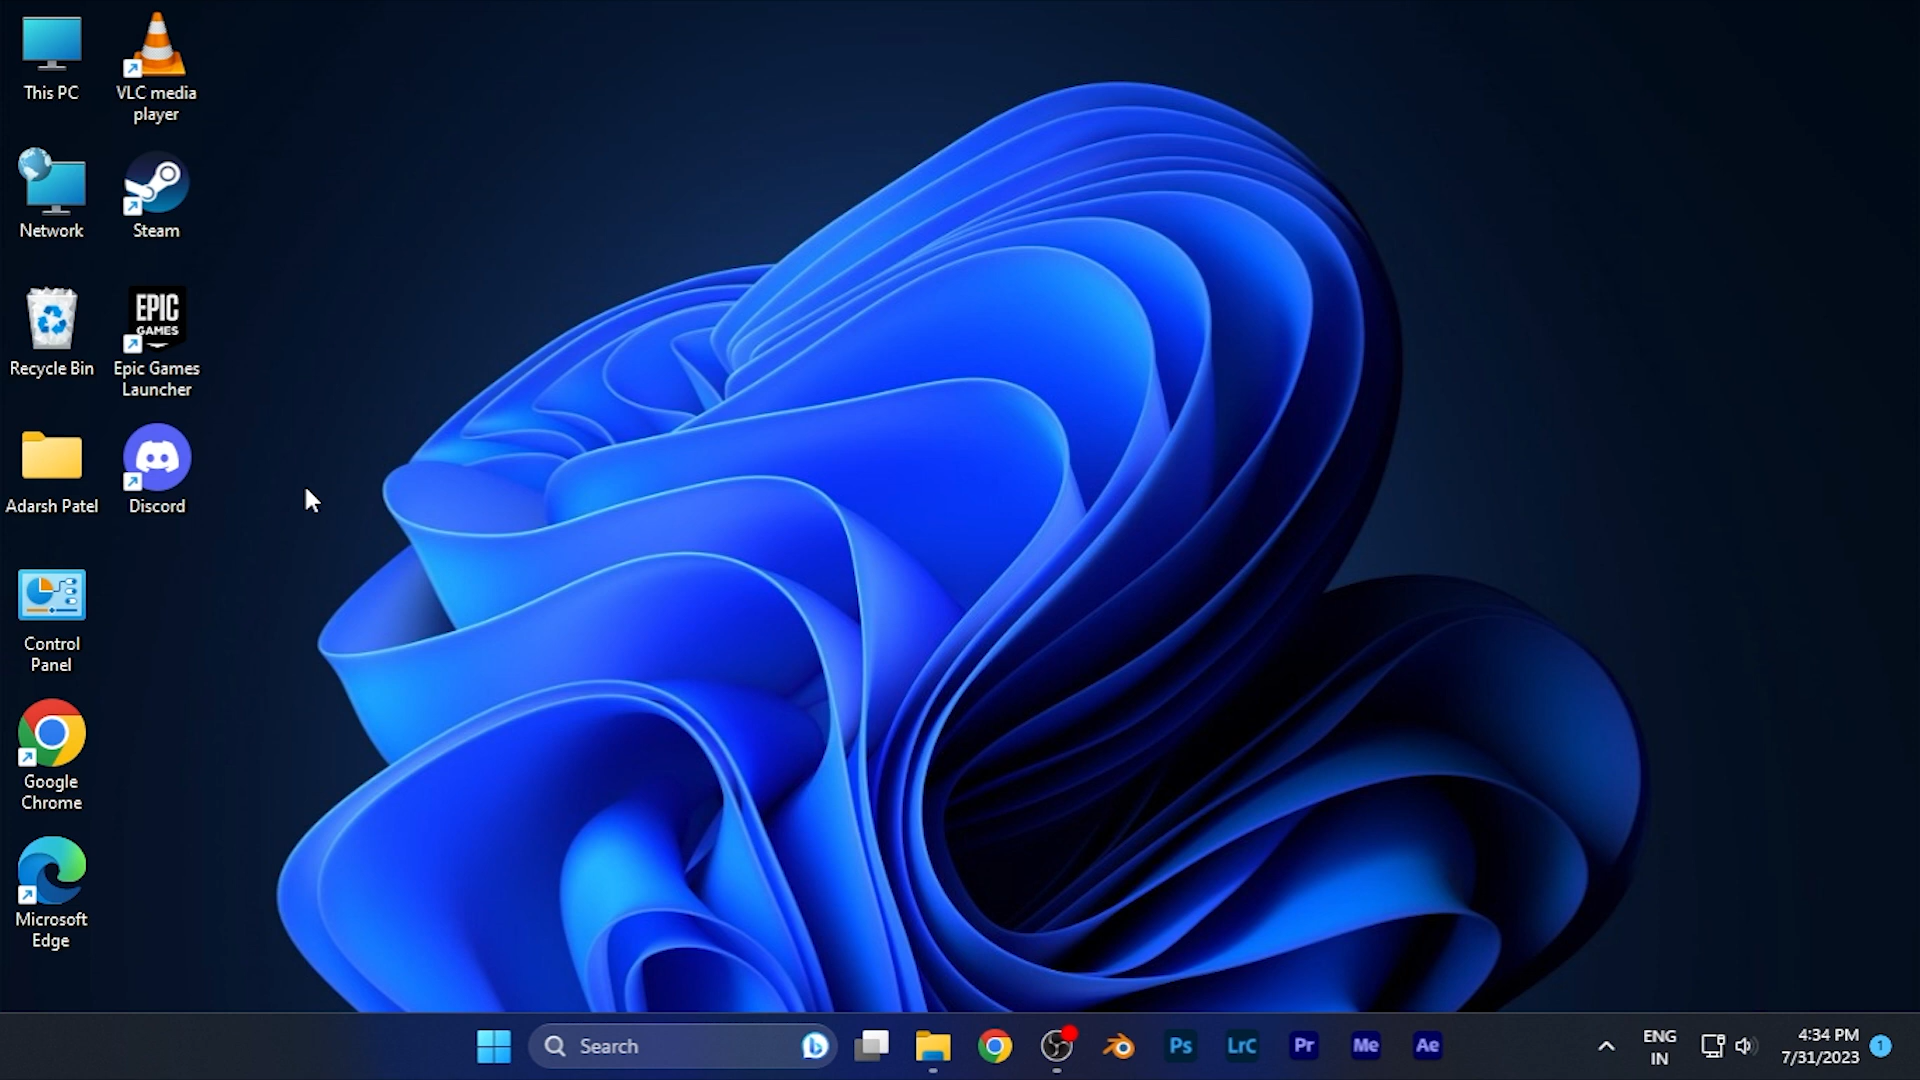 This PC
VLC media
player
Network
Steam
Recycle Bin
EPIC
GAMES
Epic Games
Launcher
Adarsh Patel
Discord
Control
Panel
Google
Chrome
Microsoft
Edge
Search
Ps
LrC
Pr
Me
Ae
ENG
IN
4:34 PM
7/31/2023
1